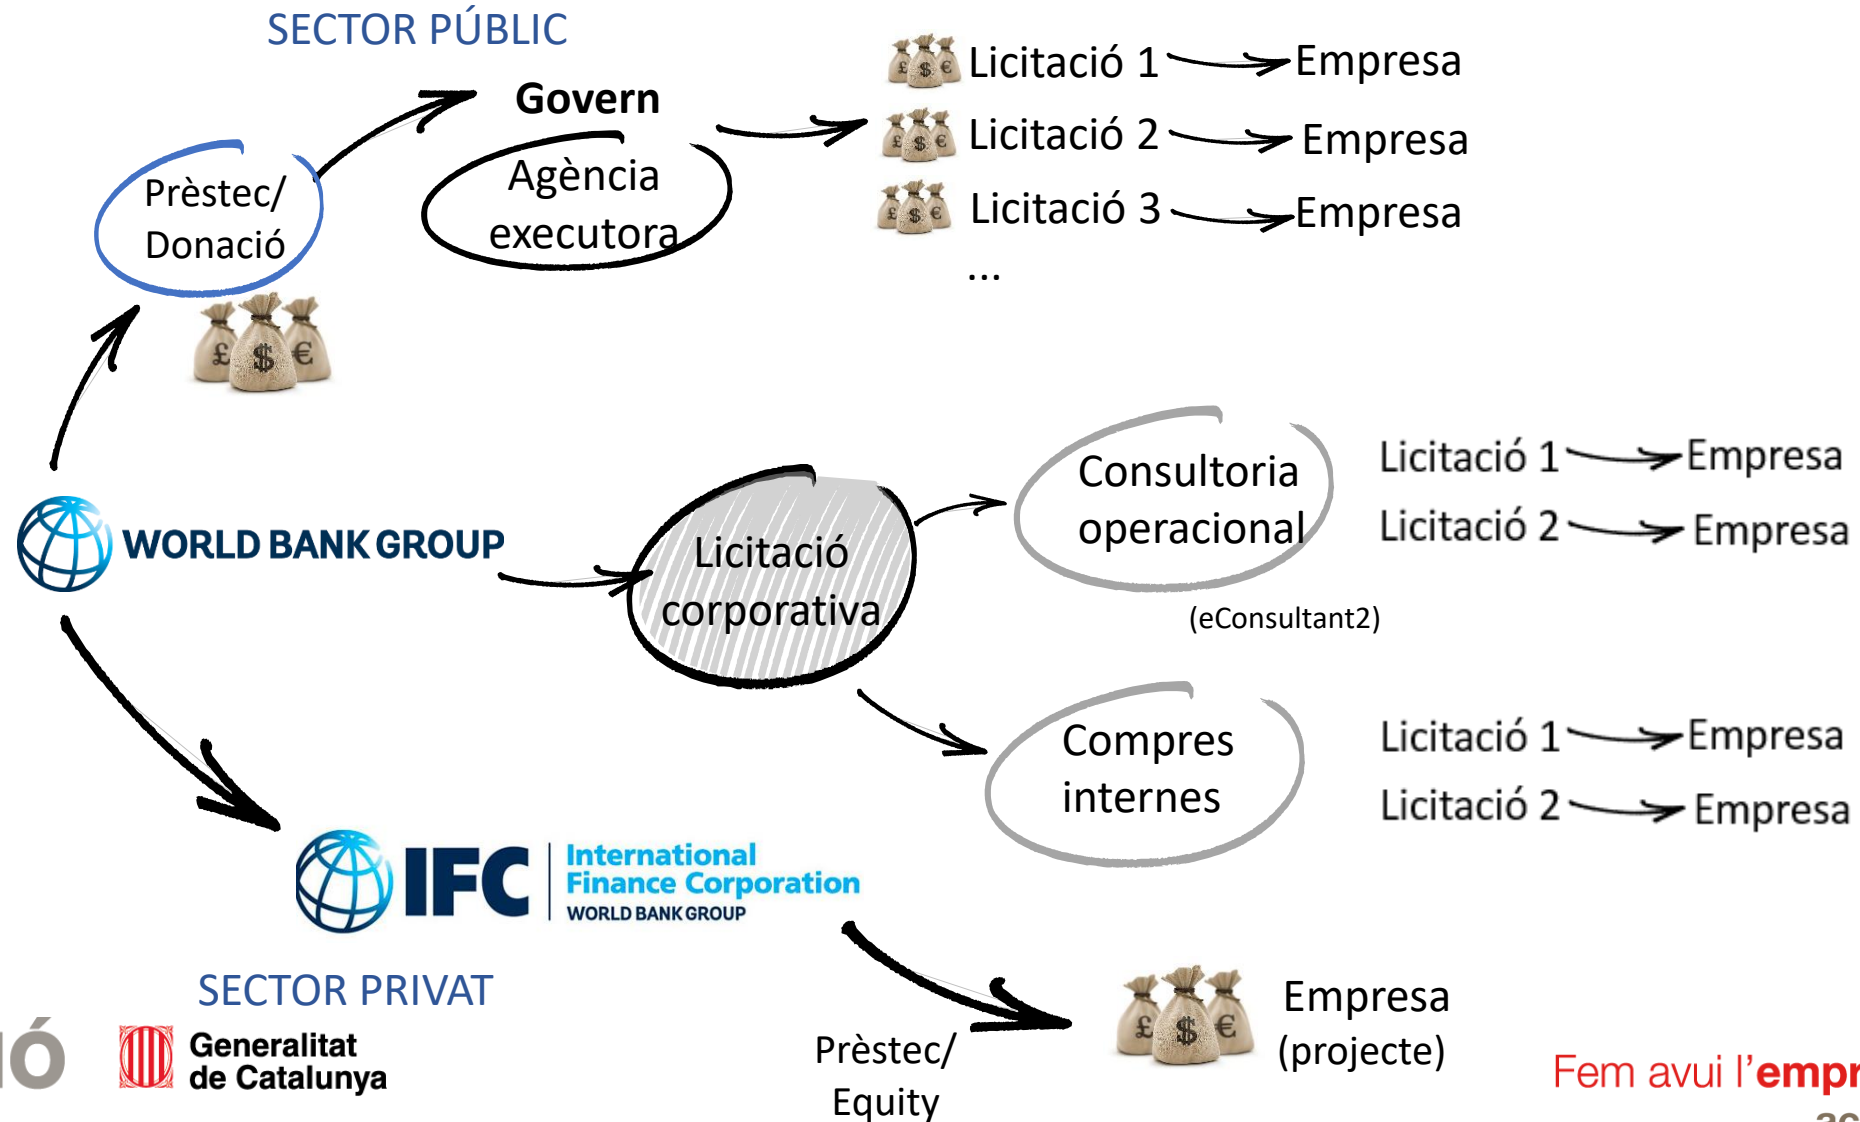 SECTOR PÚBLIC
Govern
Agència
executora
Prèstec/
Donació
Licitació 1
Empresa
Licitació 2
Empresa
Licitació 3
Empresa
...
£ $ €
WORLD BANK GROUP
Licitació
corporativa
Consultoria
operacional
(eConsultant2)
Licitació 1
Empresa
Licitació 2
Empresa
Compres
internes
Licitació 1
Empresa
Licitació 2
Empresa
IFC
International
Finance Corporation
WORLD BANK GROUP
SECTOR PRIVAT
Prèstec/
Equity
£ $ €
Empresa
(projecte)
Generalitat
de Catalunya
Fem avui l'